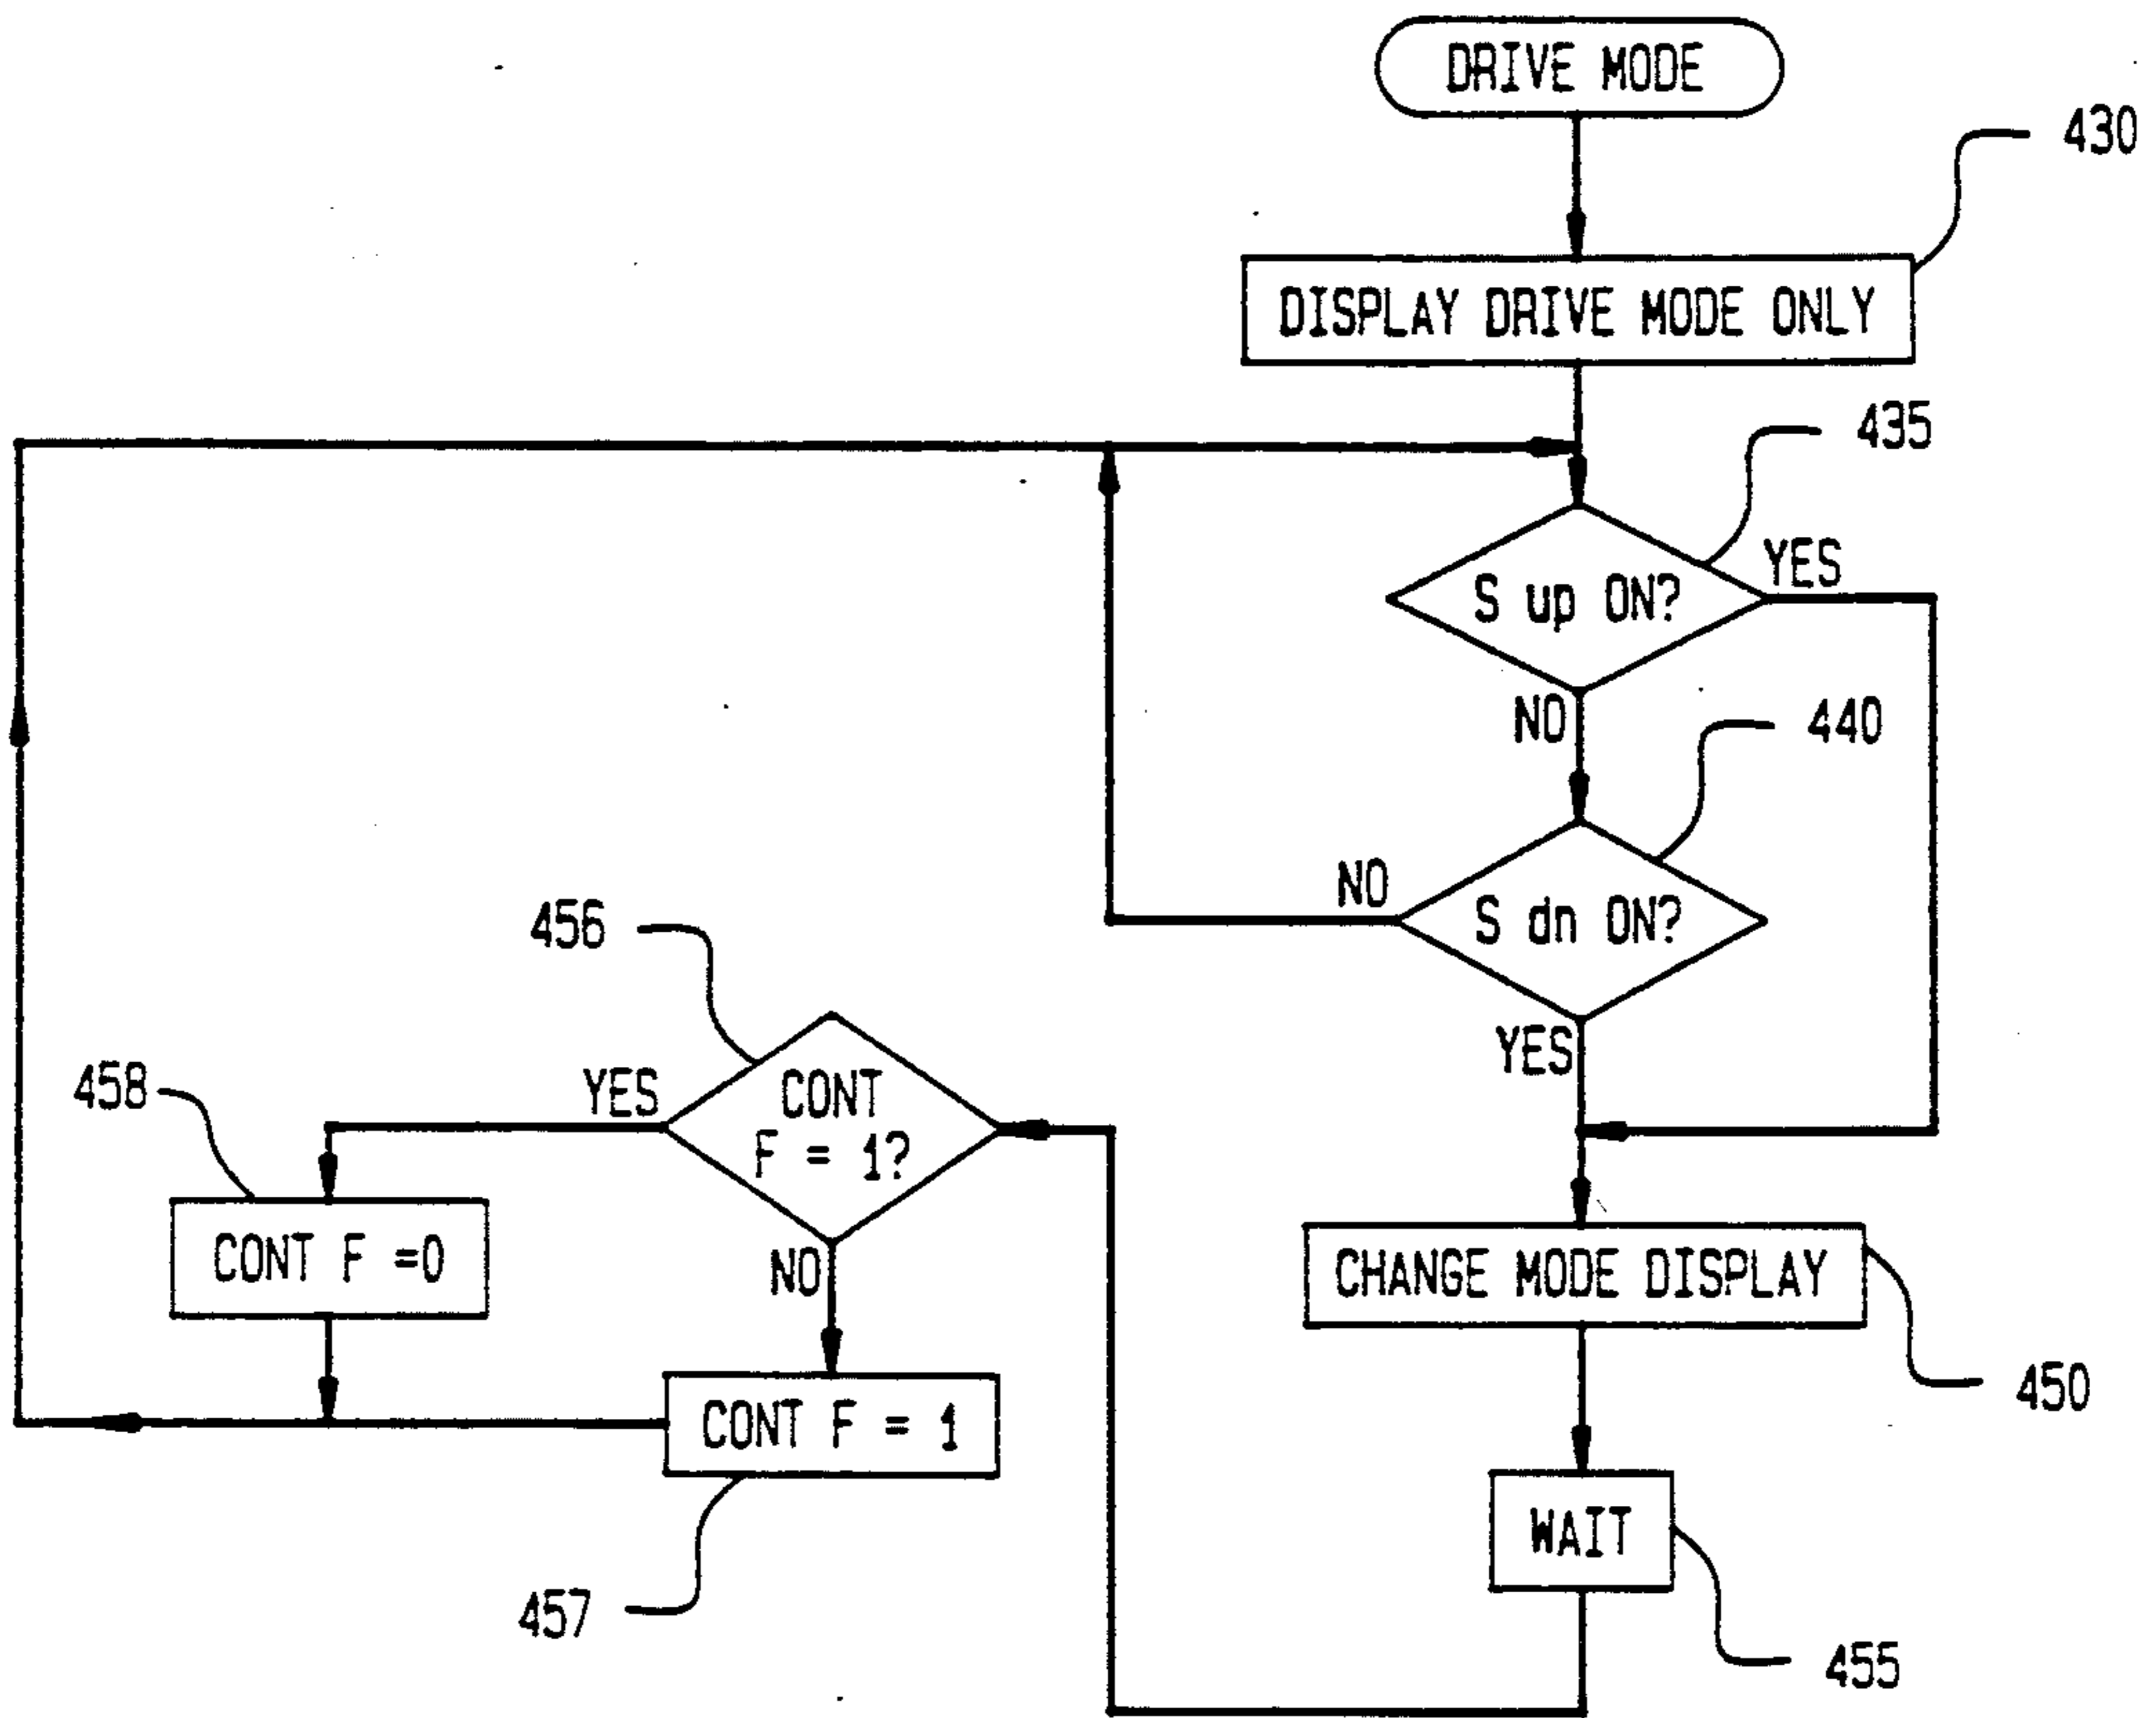 DRIVE MODE
430
DISPLAY DRIVE MODE ONLY
435
S up ON?
YES
NO
440
S dn ON?
NO
YES
456
CONT
F = 1?
YES
NO
458
CONT F =0
CONT F = 1
457
CHANGE MODE DISPLAY
450
WAIT
455